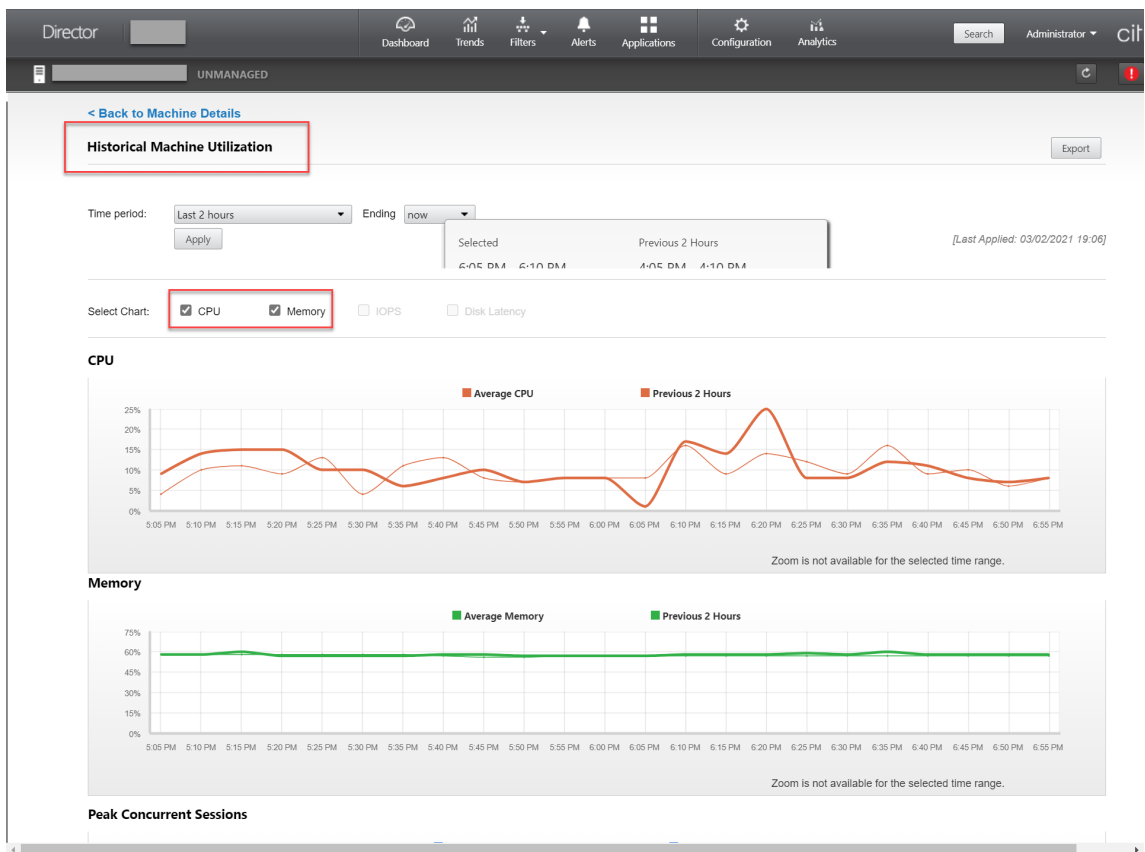 Director
Dashboard Trends Filters Alerts Applications Configuration Analytics
Search Administrator
UNMANAGED
< Back to Machine Details
Historical Machine Utilization
Export
Time period: Last 2 hours Ending now
Apply
Selected Previous 2 Hours
6:05 PM 6:10 PM 4:05 PM 4:10 PM
[Last Applied: 03/02/2021 19:06]
Select Chart: CPU Memory IOPS Disk Latency
CPU
Average CPU Previous 2 Hours
25%
20%
15%
10%
5%
0%
5:05 PM 5:10 PM 5:15 PM 5:20 PM 5:25 PM 5:30 PM 5:35 PM 5:40 PM 5:45 PM 5:50 PM 5:55 PM 6:00 PM 6:05 PM 6:10 PM 6:15 PM 6:20 PM 6:25 PM 6:30 PM 6:35 PM 6:40 PM 6:45 PM 6:50 PM 6:55 PM
Zoom is not available for the selected time range.
Memory
Average Memory Previous 2 Hours
75%
60%
45%
30%
15%
0%
5:05 PM 5:10 PM 5:15 PM 5:20 PM 5:25 PM 5:30 PM 5:35 PM 5:40 PM 5:45 PM 5:50 PM 5:55 PM 6:00 PM 6:05 PM 6:10 PM 6:15 PM 6:20 PM 6:25 PM 6:30 PM 6:35 PM 6:40 PM 6:45 PM 6:50 PM 6:55 PM
Zoom is not available for the selected time range.
Peak Concurrent Sessions